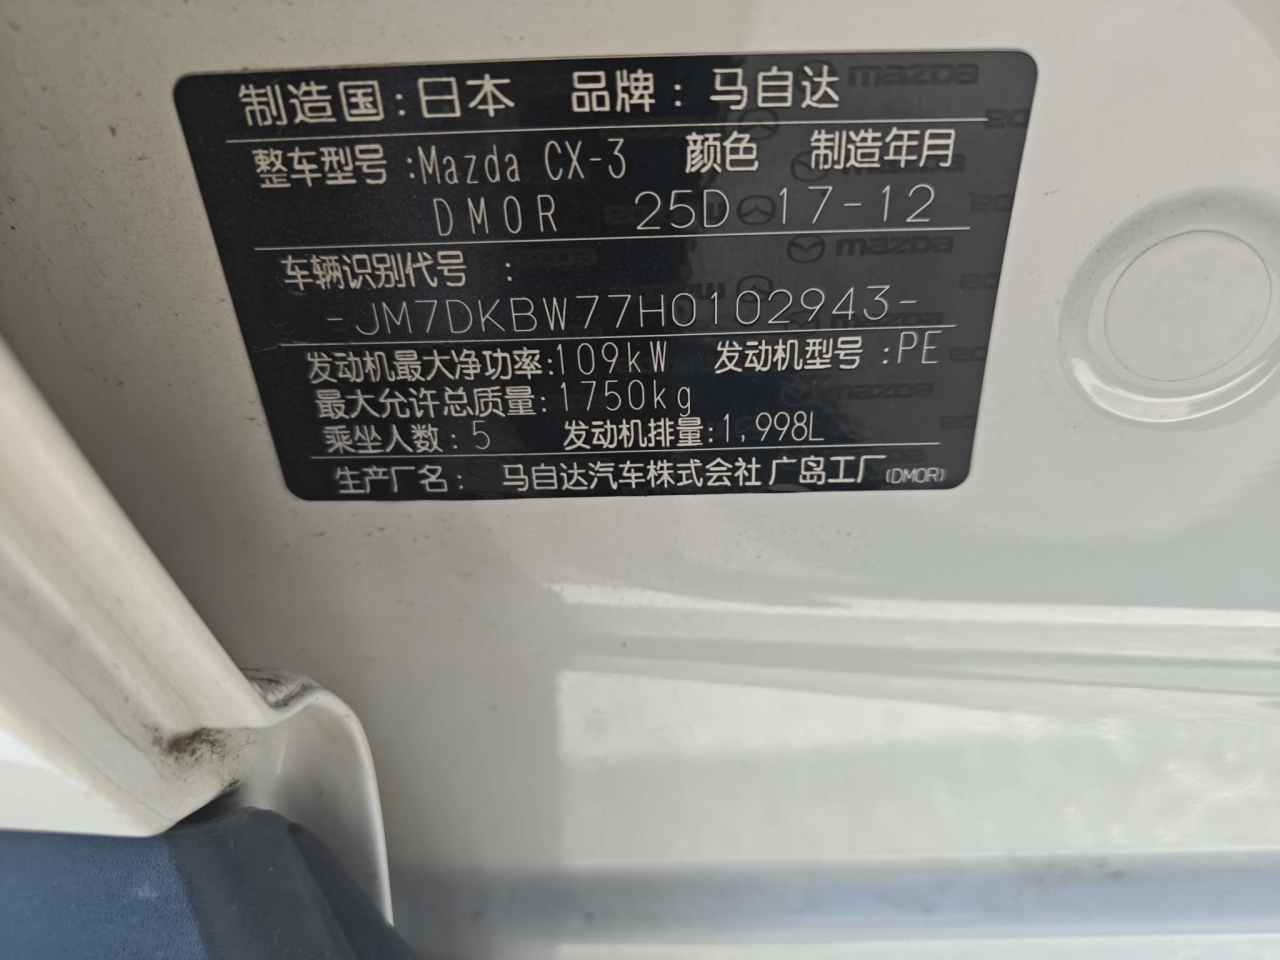 制造国:日本 品牌:马自达
整车型号:Mazda CX-3 颜色 制造年月
DM0R 25D 17-12
车辆识别代号 :
-JM7DKBW77H0102943-
发动机最大净功率:109kW 发动机型号:PE
最大允许总质量:1750kg
乘坐人数:5 发动机排量:1,998L
生产厂名: 马自达汽车株式会社 广岛工厂(DM0R)